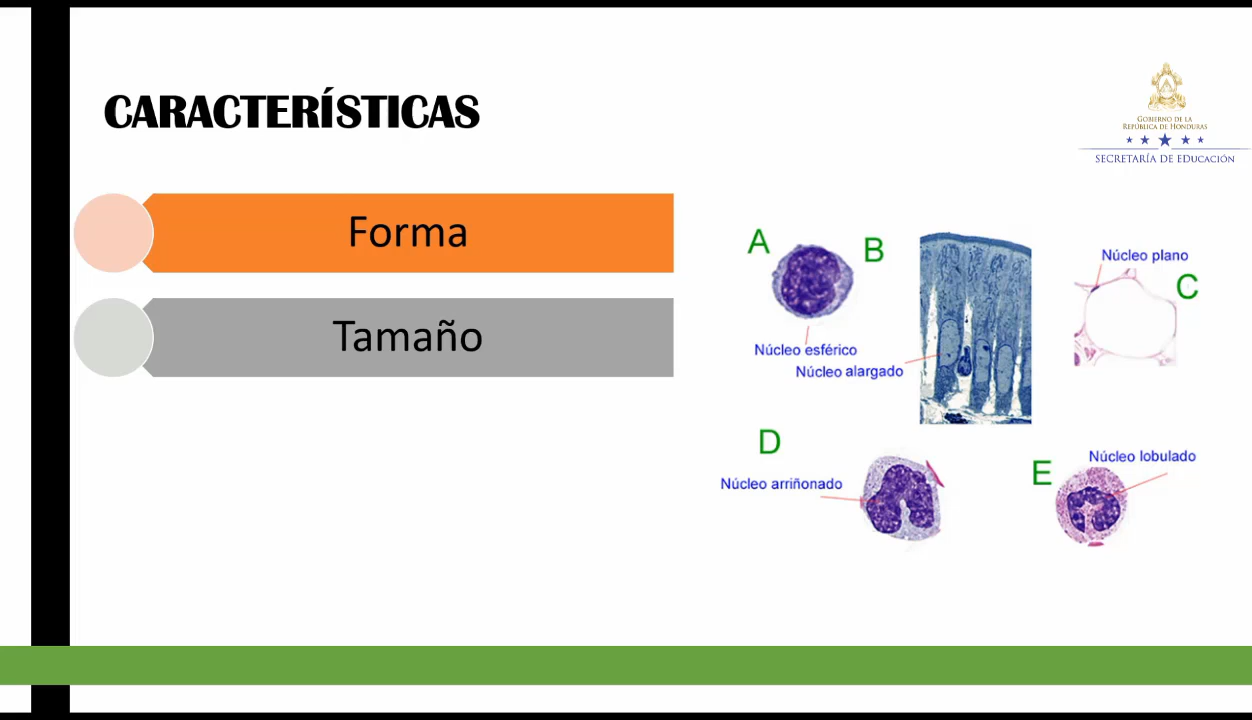 CARACTERÍSTICAS
GOBIERNO DE LA
REPÚBLICA DE HONDURAS
SECRETARÍA DE EDUCACIÓN
Forma
Tamaño
A
B
Núcleo esférico
Núcleo alargado
Núcleo plano
C
D
Núcleo arriñonado
E
Núcleo lobulado